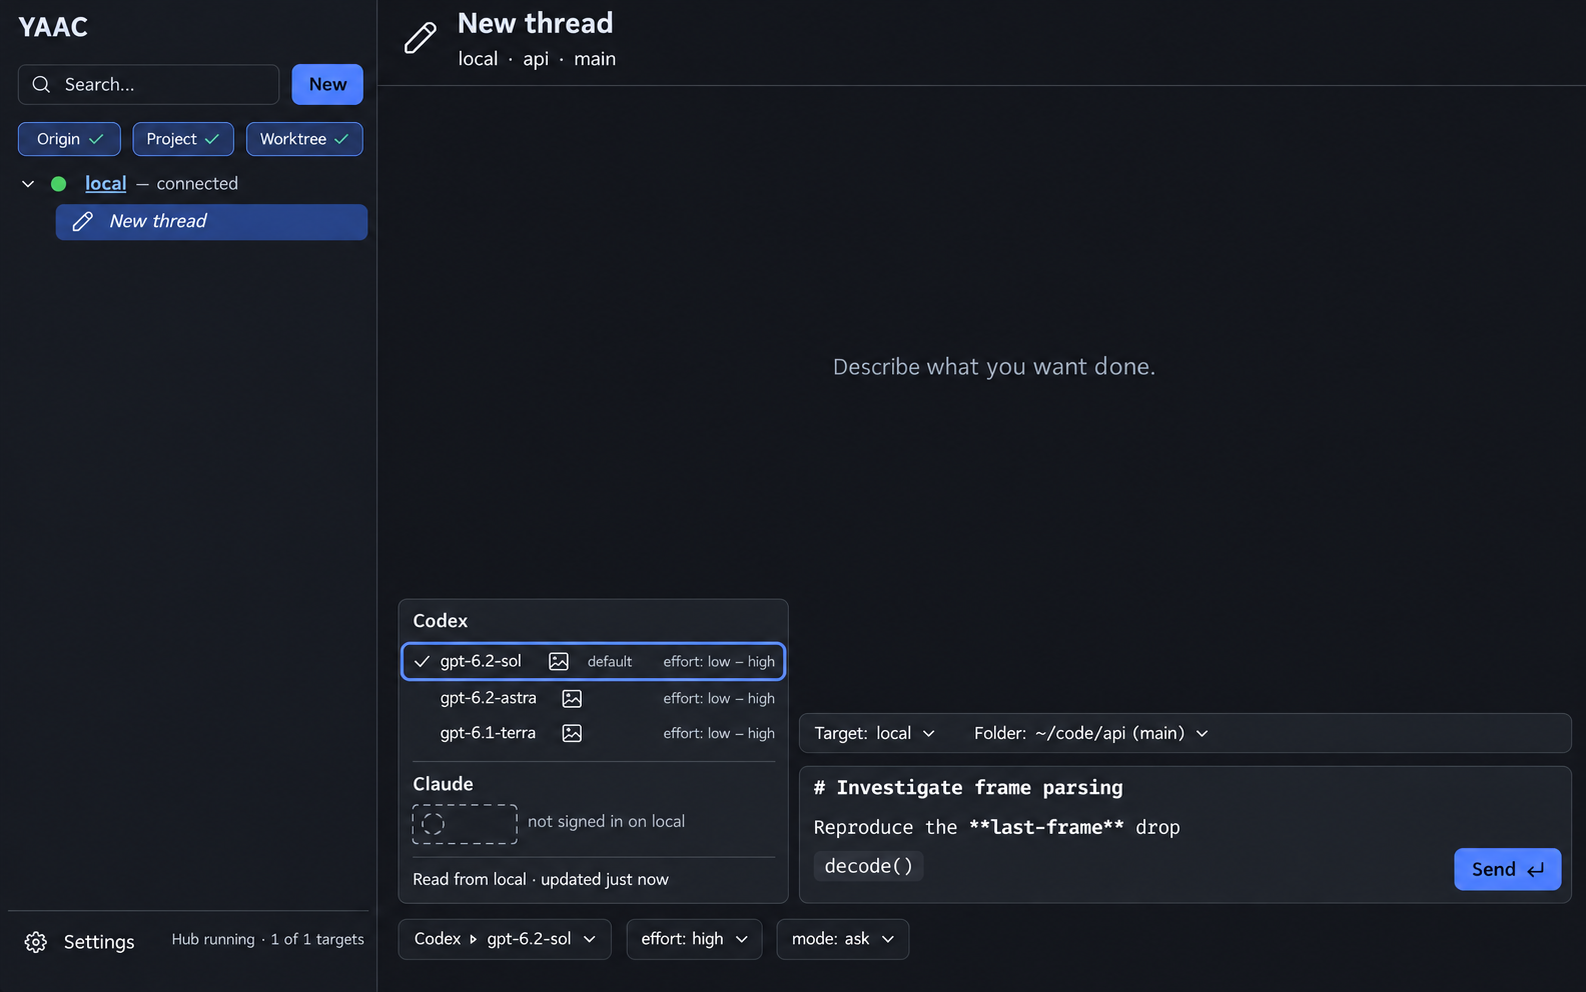 YAAC
Search...
New
Origin
Project
Worktree
local — connected
New thread
Settings
Hub running · 1 of 1 targets
New thread
local · api · main
Describe what you want done.
Codex
gpt-6.2-sol default effort: low – high
gpt-6.2-astra effort: low – high
gpt-6.1-terra effort: low – high
Claude
not signed in on local
Read from local · updated just now
Target: local
Folder: ~/code/api (main)
# Investigate frame parsing
Reproduce the **last-frame** drop
decode()
Send
Codex ▹ gpt-6.2-sol
effort: high
mode: ask